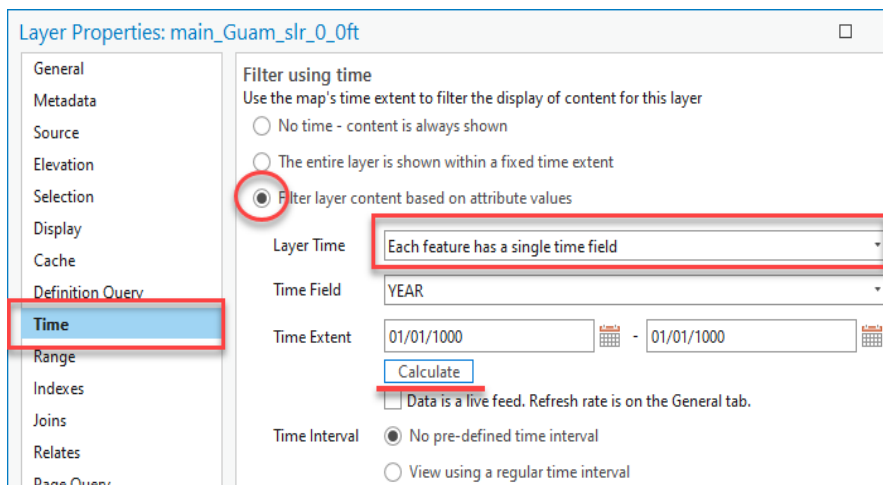 Layer Properties: main_Guam_slr_0_0ft
General
Metadata
Source
Elevation
Selection
Display
Cache
Definition Query
Time
Range
Indexes
Joins
Relates
Page Query
Filter using time
Use the map's time extent to filter the display of content for this layer
No time - content is always shown
The entire layer is shown within a fixed time extent
Filter layer content based on attribute values
Layer Time Each feature has a single time field
Time Field YEAR
Time Extent 01/01/1000 - 01/01/1000
Calculate
Data is a live feed. Refresh rate is on the General tab.
Time Interval No pre-defined time interval
View using a regular time interval